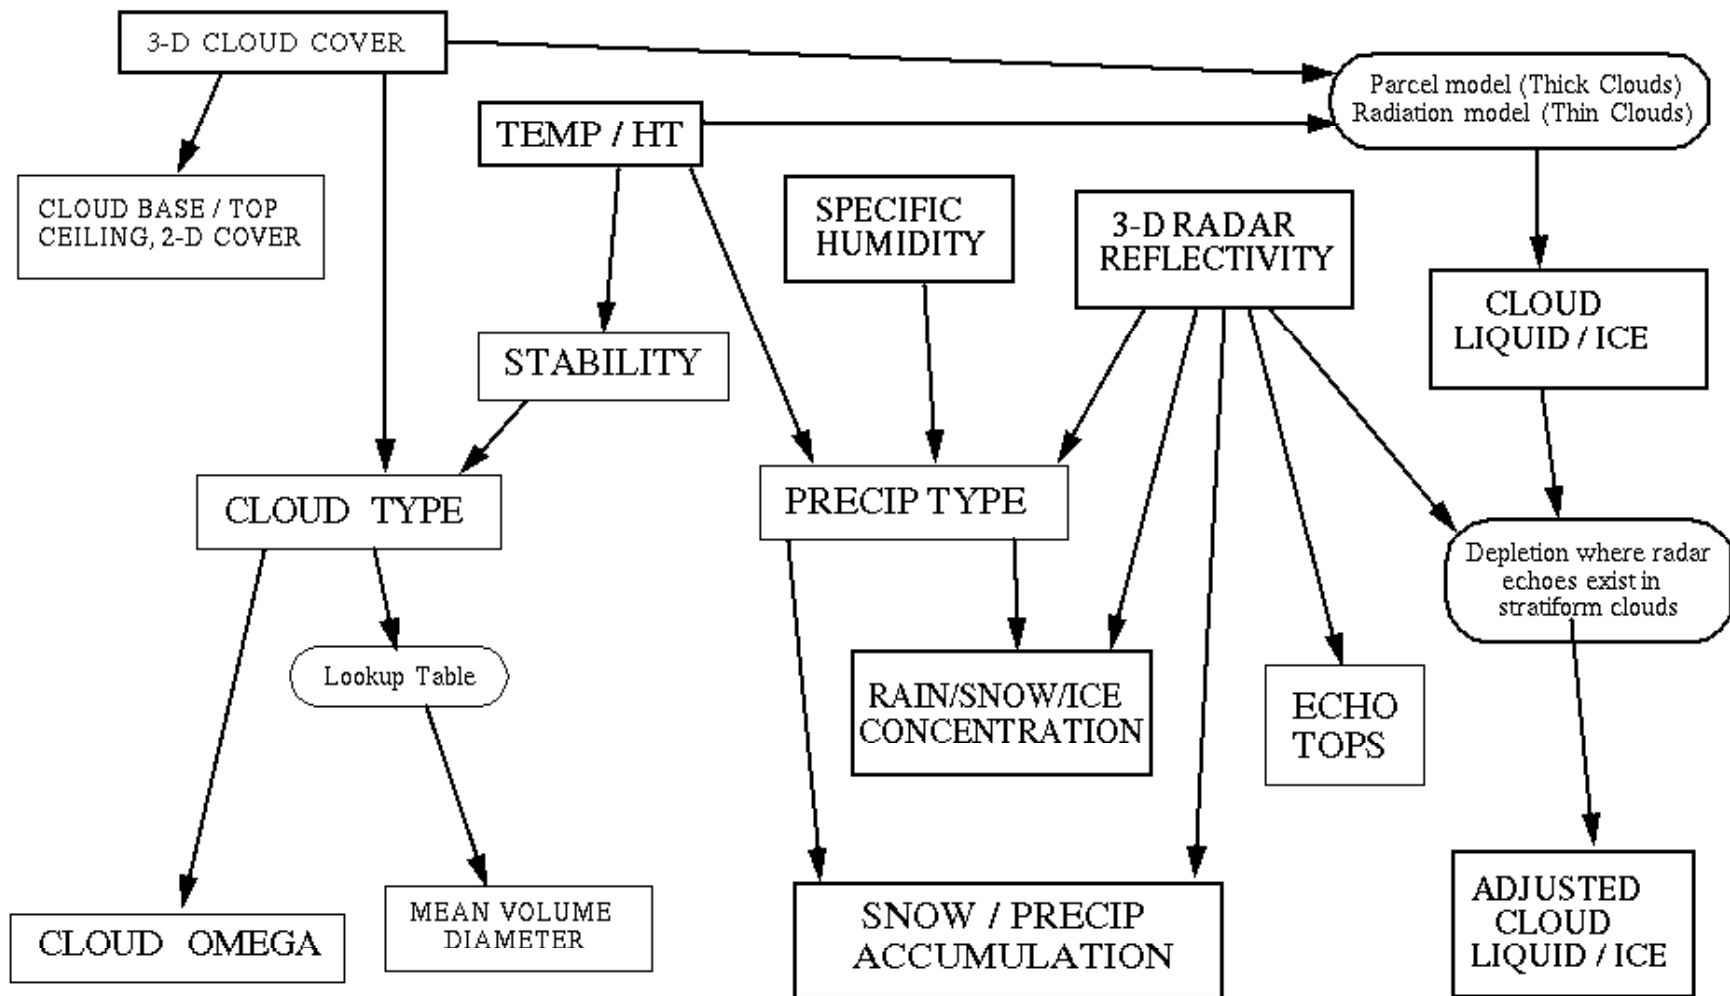 3-D CLOUD COVER
Parcel model (Thick Clouds)
Radiation model (Thin Clouds)
TEMP / HT
CLOUD BASE / TOP
CEILING, 2-D COVER
SPECIFIC
HUMIDITY
3-D RADAR
REFLECTIVITY
CLOUD
LIQUID / ICE
STABILITY
CLOUD TYPE
PRECIP TYPE
Depletion where radar
echoes exist in
stratiform clouds
Lookup Table
RAIN/SNOW/ICE
CONCENTRATION
ECHO
TOPS
CLOUD OMEGA
MEAN VOLUME
DIAMETER
SNOW / PRECIP
ACCUMULATION
ADJUSTED
CLOUD
LIQUID / ICE